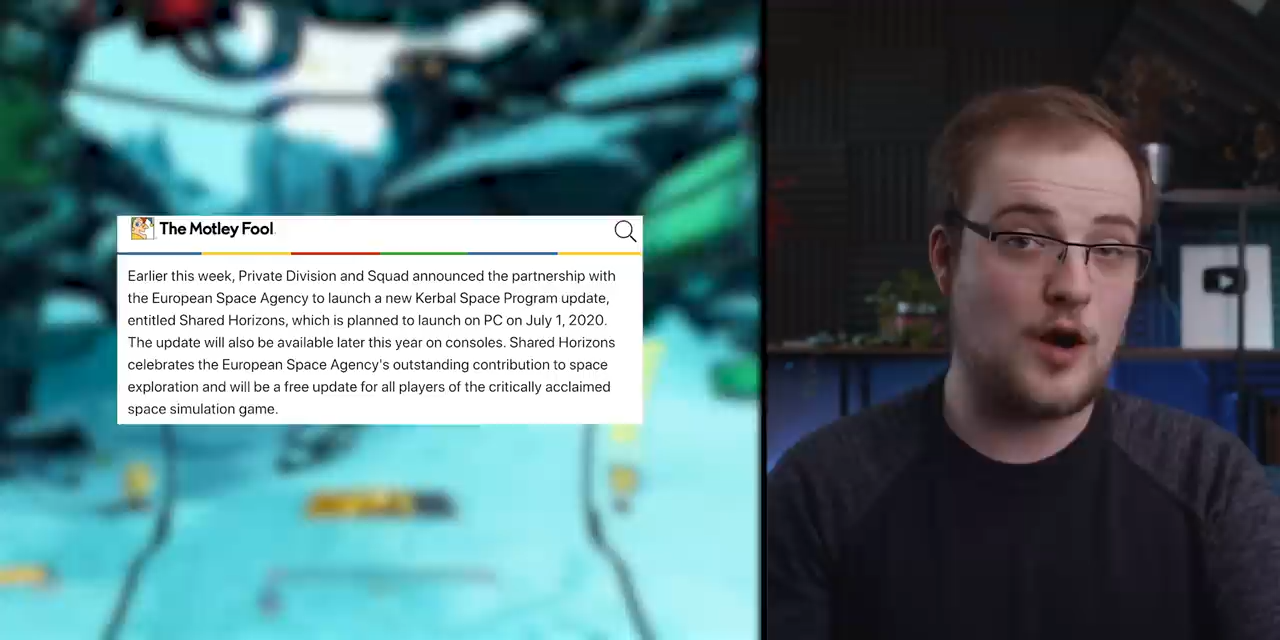 The Motley Fool.
Earlier this week, Private Division and Squad announced the partnership with
the European Space Agency to launch a new Kerbal Space Program update,
entitled Shared Horizons, which is planned to launch on PC on July 1, 2020.
The update will also be available later this year on consoles. Shared Horizons
celebrates the European Space Agency's outstanding contribution to space
exploration and will be a free update for all players of the critically acclaimed
space simulation game.